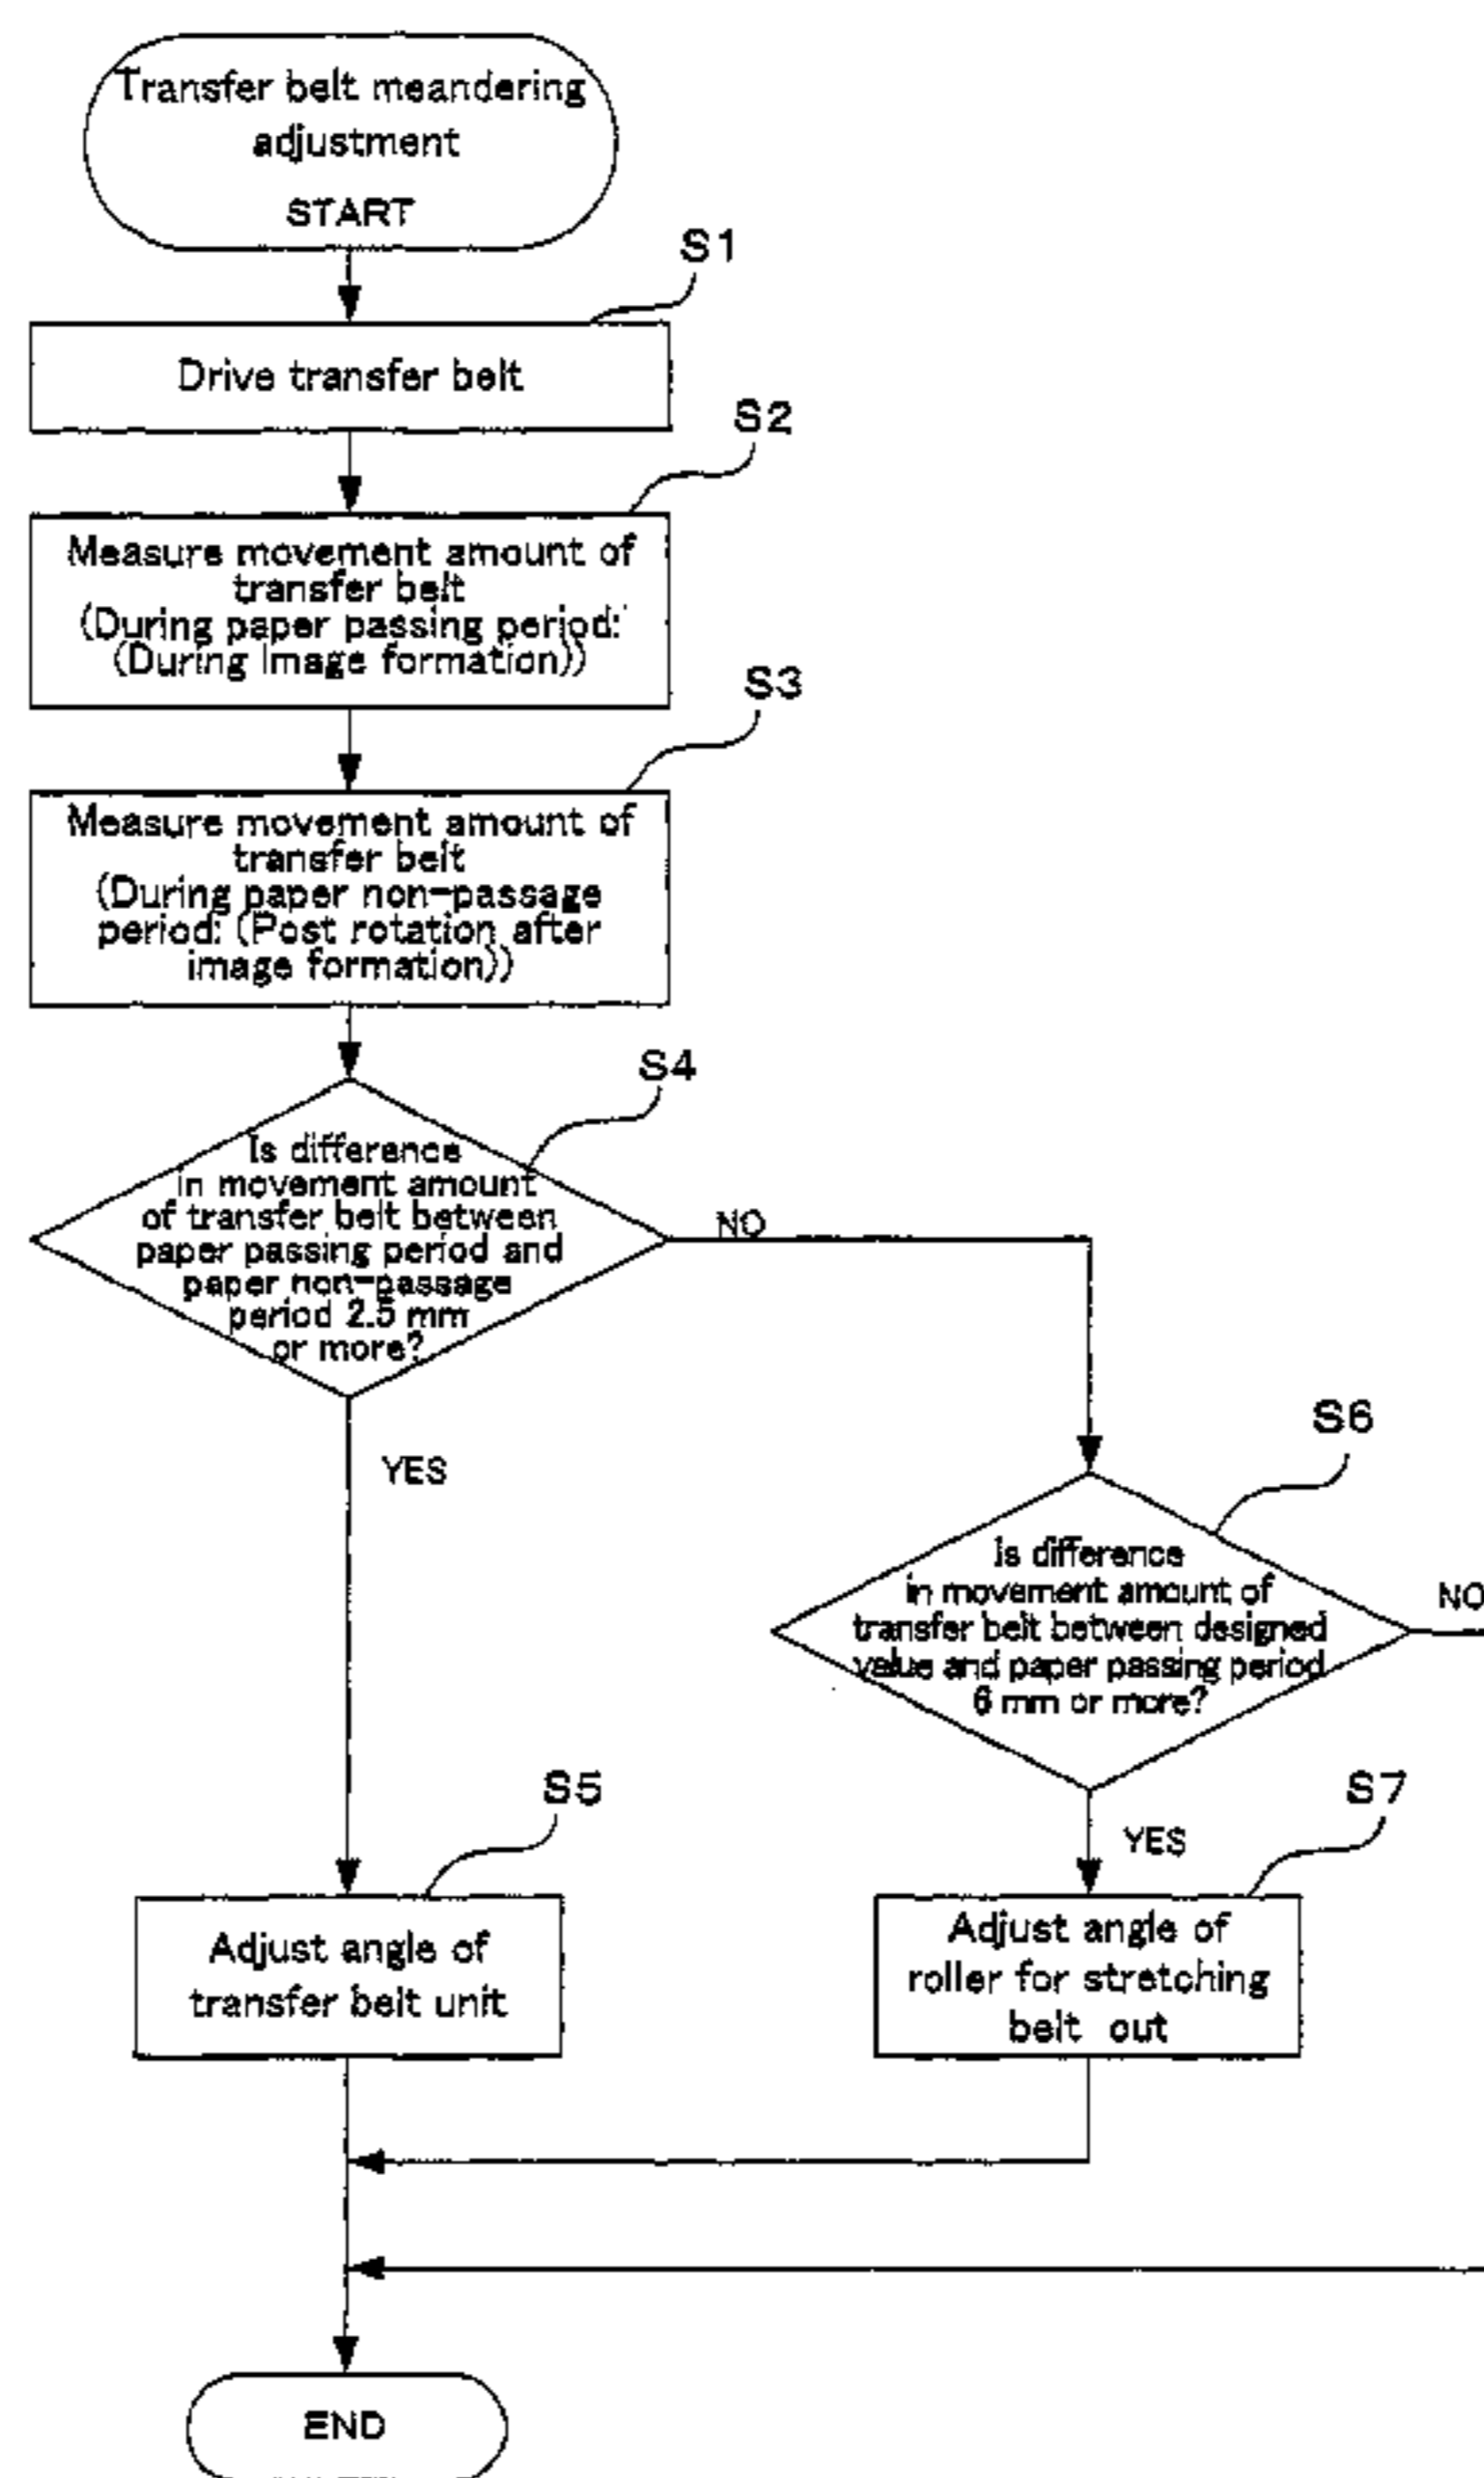 Transfer belt meandering
adjustment
START
S1
Drive transfer belt
S2
Measure movement amount of
transfer belt
(During paper passing period:
(During image formation))
S3
Measure movement amount of
transfer belt
(During paper non-passage
period: (Post rotation after
image formation))
S4
Is difference
in movement amount
of transfer belt between
paper passing period and
paper non-passage
period 2.5 mm
or more?
NO
YES
S6
Is difference
in movement amount of
transfer belt between designed
value and paper passing period
6 mm or more?
NO
YES
S5
Adjust angle of
transfer belt unit
S7
Adjust angle of
roller for stretching
belt out
END